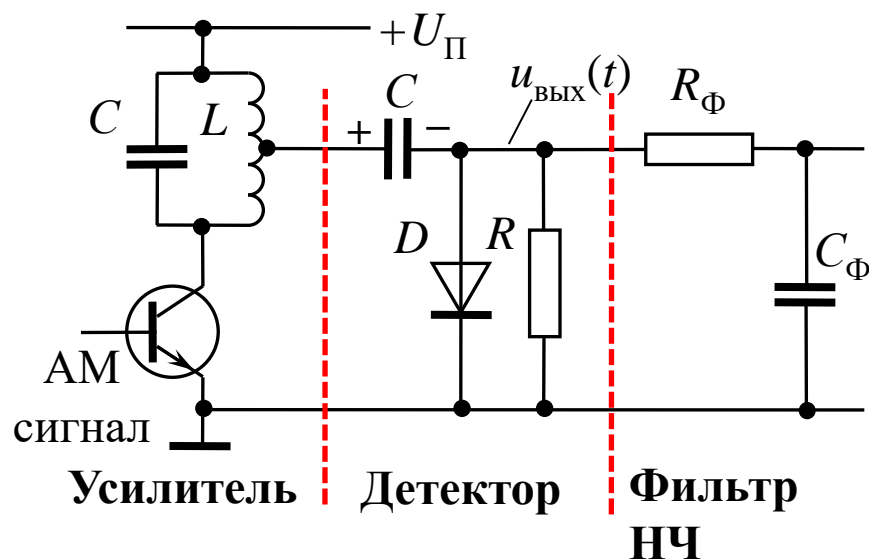 +U_П
C
L
+
C
−
u_вых(t)
R_Ф
D
R
C_Ф
АМ
сигнал
Усилитель
Детектор
Фильтр
НЧ